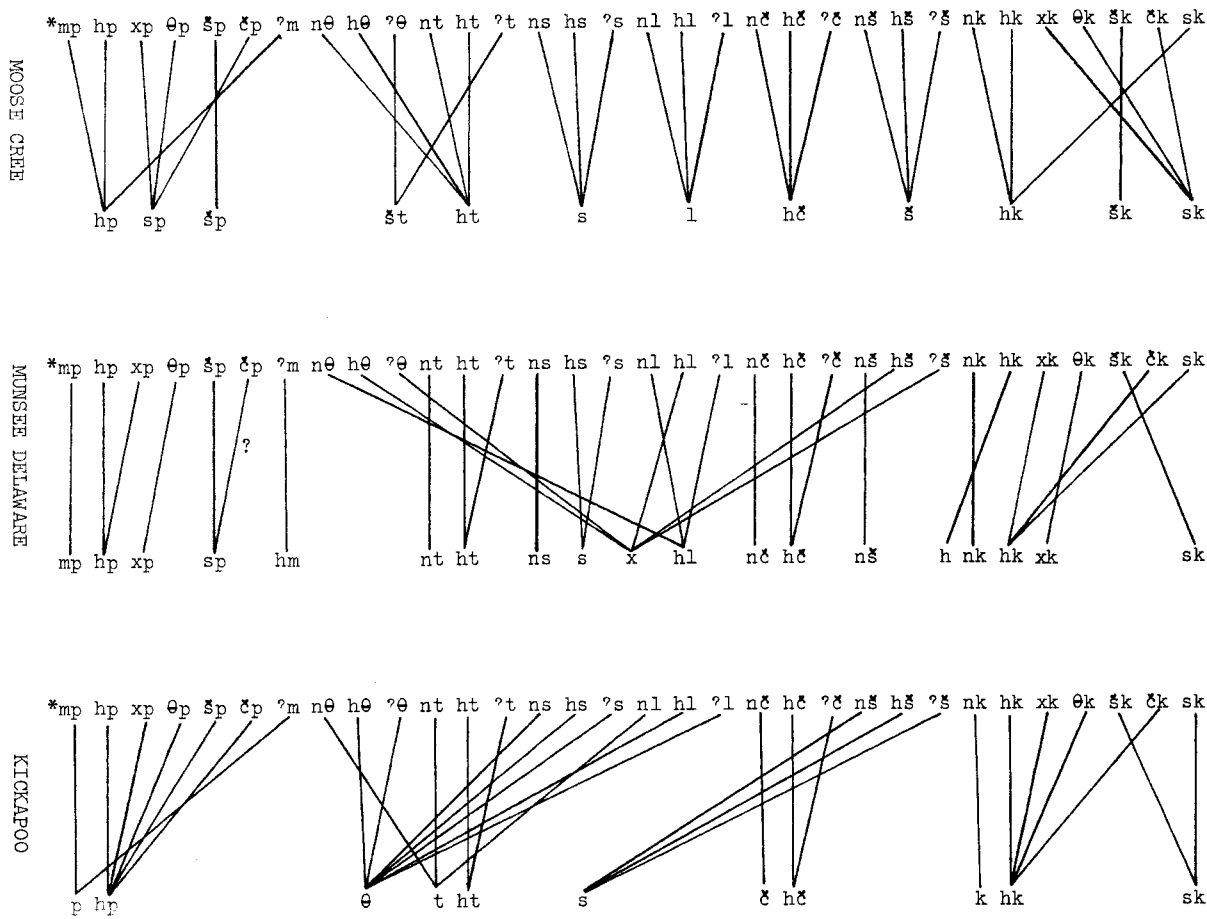 MOOSE CREE
*mp hp xp θp šp čp ʔm nθ hθ ʔθ nt ht ʔt ns hs ʔs nl hl ʔl nč hč ʔč nš hš ʔš nk hk xk θk šk čk sk
hp sp šp št ht s l hč š hk šk sk
MUNSEE DELAWARE
*mp hp xp θp šp čp ʔm nθ hθ ʔθ nt ht ʔt ns hs ʔs nl hl ʔl nč hč ʔč nš hš ʔš nk hk xk θk šk čk sk
?
mp hp xp sp hm nt ht ns s x hl nč hč nš h nk hk xk sk
KICKAPOO
*mp hp xp θp šp čp ʔm nθ hθ ʔθ nt ht ʔt ns hs ʔs nl hl ʔl nč hč ʔč nš hš ʔš nk hk xk θk šk čk sk
p hp θ t ht s č hč k hk sk